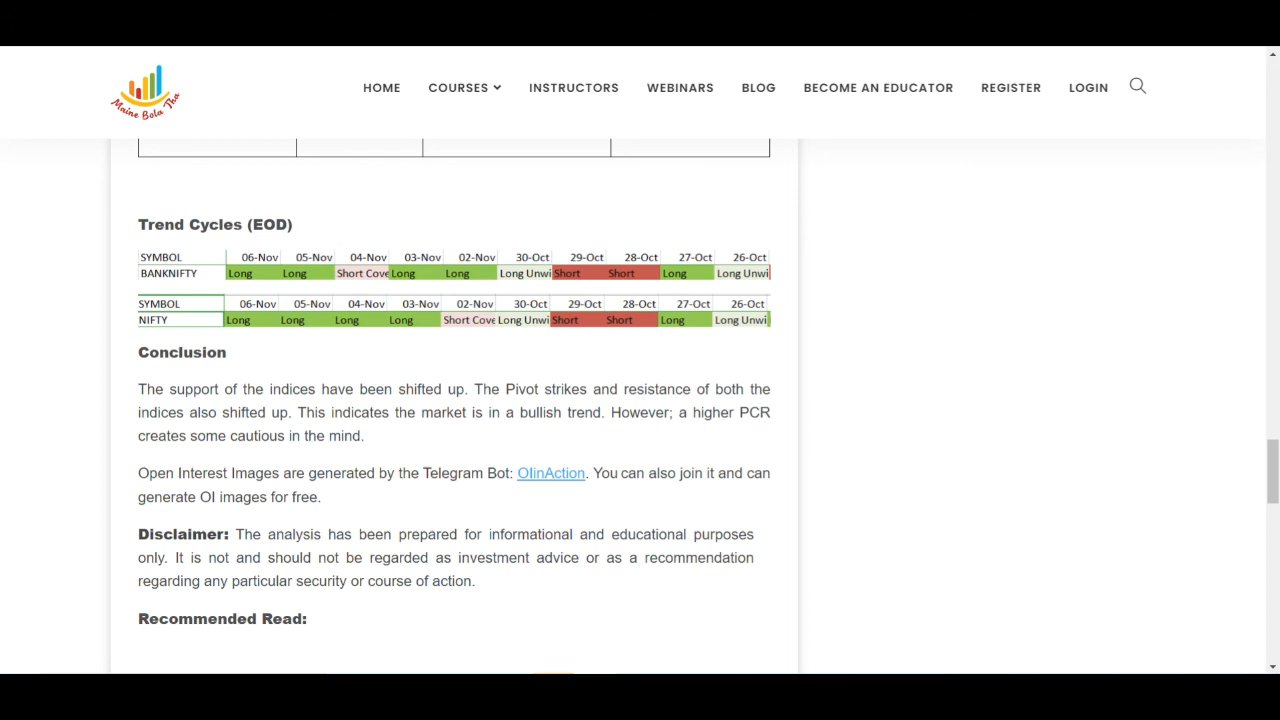 Maine Bola Tha
HOME COURSES INSTRUCTORS WEBINARS BLOG BECOME AN EDUCATOR REGISTER LOGIN
Trend Cycles (EOD)
SYMBOL 06-Nov 05-Nov 04-Nov 03-Nov 02-Nov 30-Oct 29-Oct 28-Oct 27-Oct 26-Oct
BANKNIFTY Long Long Short Cove Long Long Long Unwi Short Short Long Long Unwi
SYMBOL 06-Nov 05-Nov 04-Nov 03-Nov 02-Nov 30-Oct 29-Oct 28-Oct 27-Oct 26-Oct
NIFTY Long Long Long Long Short Cove Long Unwi Short Short Long Long Unwi
Conclusion
The support of the indices have been shifted up. The Pivot strikes and resistance of both the
indices also shifted up. This indicates the market is in a bullish trend. However; a higher PCR
creates some cautious in the mind.
Open Interest Images are generated by the Telegram Bot: OIinAction. You can also join it and can
generate OI images for free.
Disclaimer: The analysis has been prepared for informational and educational purposes
only. It is not and should not be regarded as investment advice or as a recommendation
regarding any particular security or course of action.
Recommended Read: